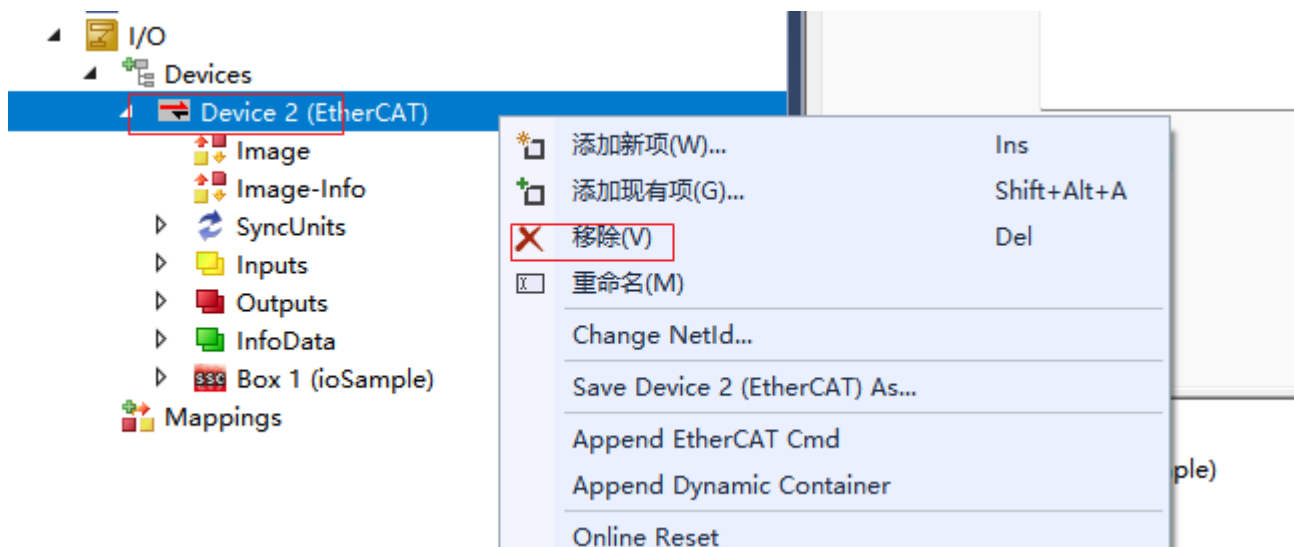 I/O
Devices
Device 2 (EtherCAT)
Image
Image-Info
SyncUnits
Inputs
Outputs
InfoData
Box 1 (ioSample)
Mappings
添加新项(W)... Ins
添加现有项(G)... Shift+Alt+A
移除(V) Del
重命名(M)
Change NetId...
Save Device 2 (EtherCAT) As...
Append EtherCAT Cmd
Append Dynamic Container
Online Reset
ple)